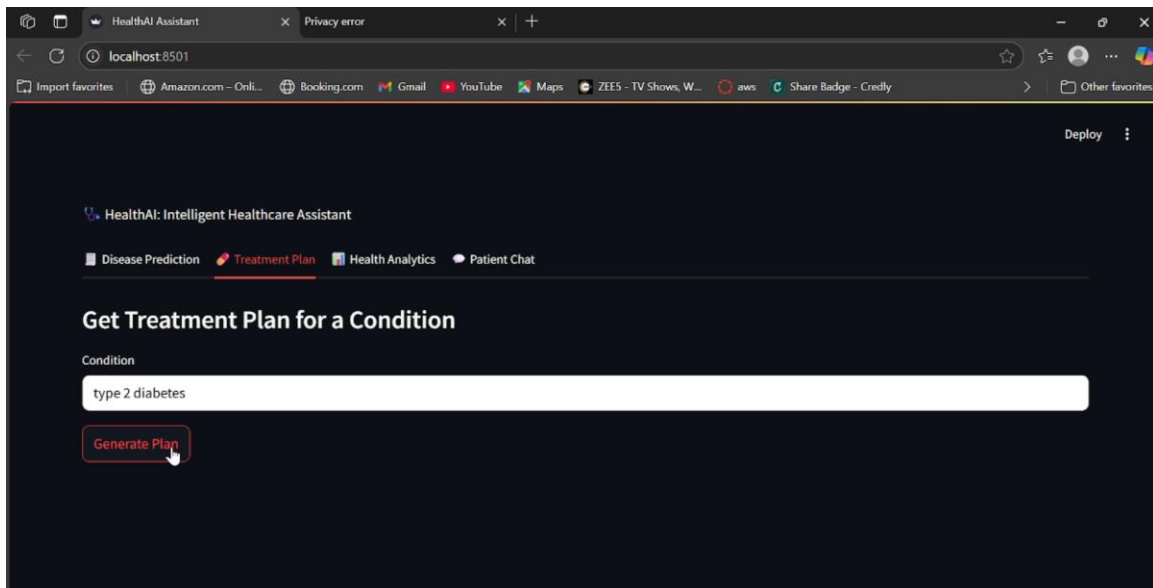 HealthAI Assistant
Privacy error
localhost:8501
Import favorites Amazon.com – Onli... Booking.com Gmail YouTube Maps ZEE5 - TV Shows, W... aws Share Badge - Credly Other favorites
Deploy
HealthAI: Intelligent Healthcare Assistant
Disease Prediction Treatment Plan Health Analytics Patient Chat
Get Treatment Plan for a Condition
Condition
type 2 diabetes
Generate Plan